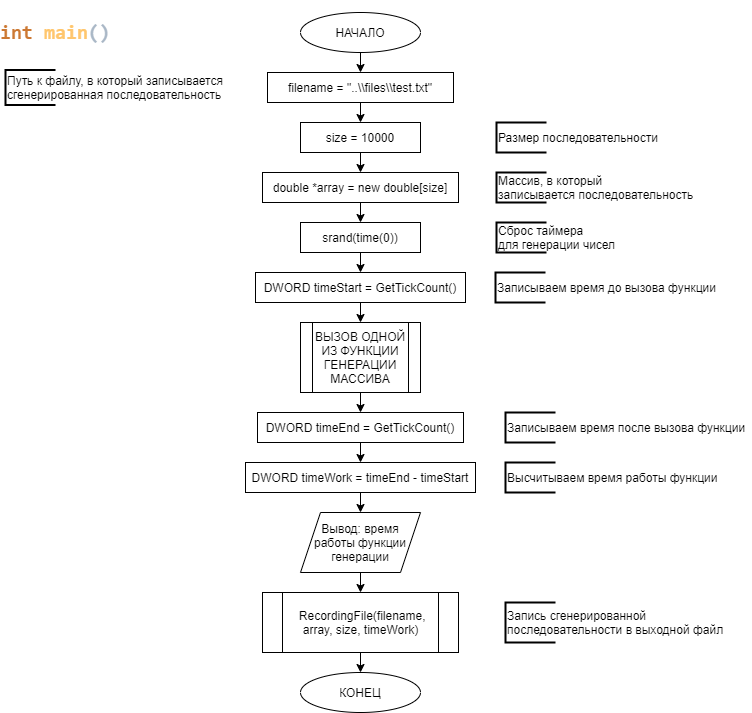 int main()
НАЧАЛО
Путь к файлу, в который записывается
сгенерированная последовательность
filename = "..\\files\\test.txt"
size = 10000
Размер последовательности
double *array = new double[size]
Массив, в который
записывается последовательность
srand(time(0))
Сброс таймера
для генерации чисел
DWORD timeStart = GetTickCount()
Записываем время до вызова функции
ВЫЗОВ ОДНОЙ
ИЗ ФУНКЦИИ
ГЕНЕРАЦИИ
МАССИВА
DWORD timeEnd = GetTickCount()
Записываем время после вызова функции
DWORD timeWork = timeEnd - timeStart
Высчитываем время работы функции
Вывод: время
работы функции
генерации
RecordingFile(filename,
array, size, timeWork)
Запись сгенерированной
последовательности в выходной файл
КОНЕЦ